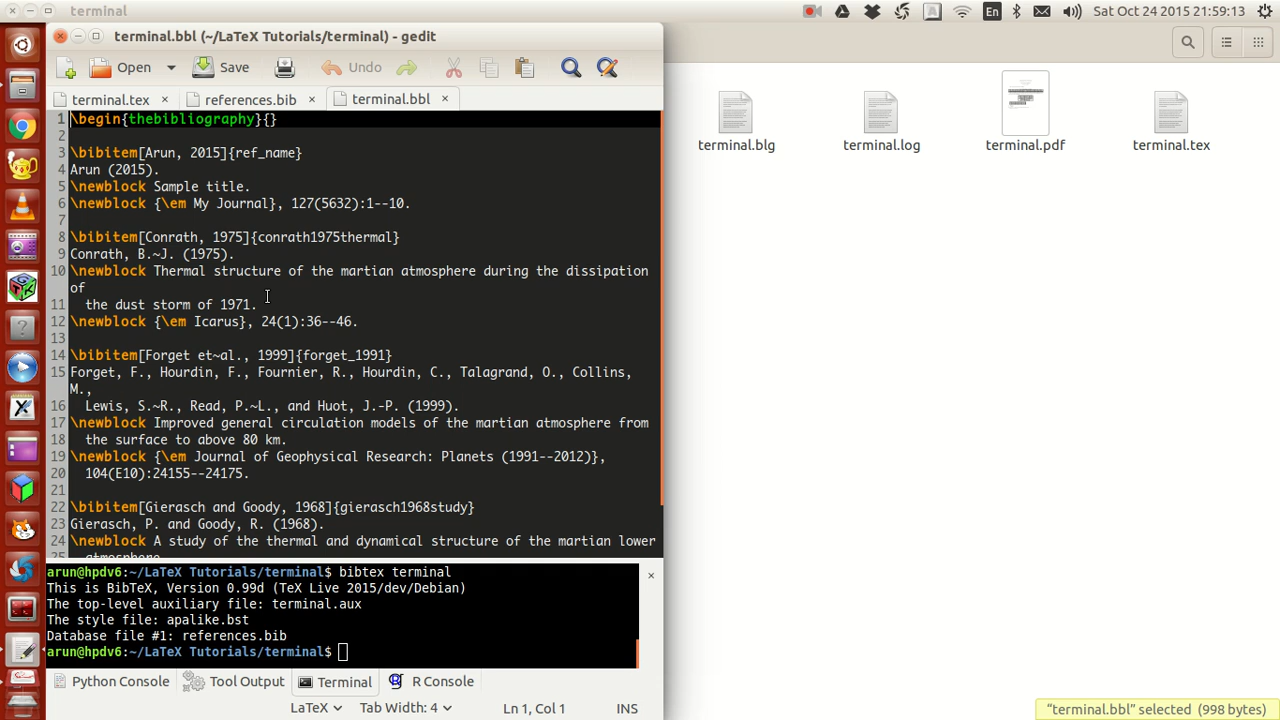 terminal
En
Sat Oct 24 2015 21:59:13
terminal.bbl (~/LaTeX Tutorials/terminal) - gedit
Open
Save
Undo
terminal.tex ×
references.bib ×
terminal.bbl ×
1 \begin{thebibliography}{}
2
3 \bibitem[Arun, 2015]{ref_name}
4 Arun (2015).
5 \newblock Sample title.
6 \newblock {\em My Journal}, 127(5632):1--10.
7
8 \bibitem[Conrath, 1975]{conrath1975thermal}
9 Conrath, B.~J. (1975).
10 \newblock Thermal structure of the martian atmosphere during the dissipation
of
11 the dust storm of 1971.
12 \newblock {\em Icarus}, 24(1):36--46.
13
14 \bibitem[Forget et~al., 1999]{forget_1991}
15 Forget, F., Hourdin, F., Fournier, R., Hourdin, C., Talagrand, O., Collins,
M.,
16 Lewis, S.~R., Read, P.~L., and Huot, J.-P. (1999).
17 \newblock Improved general circulation models of the martian atmosphere from
18 the surface to above 80 km.
19 \newblock {\em Journal of Geophysical Research: Planets (1991--2012)},
20 104(E10):24155--24175.
21
22 \bibitem[Gierasch and Goody, 1968]{gierasch1968study}
23 Gierasch, P. and Goody, R. (1968).
24 \newblock A study of the thermal and dynamical structure of the martian lower
25 atmosphere.
arun@hpdv6:~/LaTeX Tutorials/terminal$ bibtex terminal
This is BibTeX, Version 0.99d (TeX Live 2015/dev/Debian)
The top-level auxiliary file: terminal.aux
The style file: apalike.bst
Database file #1: references.bib
arun@hpdv6:~/LaTeX Tutorials/terminal$
Python Console
Tool Output
Terminal
R Console
LaTeX
Tab Width: 4
Ln 1, Col 1
INS
terminal.blg
terminal.log
terminal.pdf
terminal.tex
“terminal.bbl” selected (998 bytes)